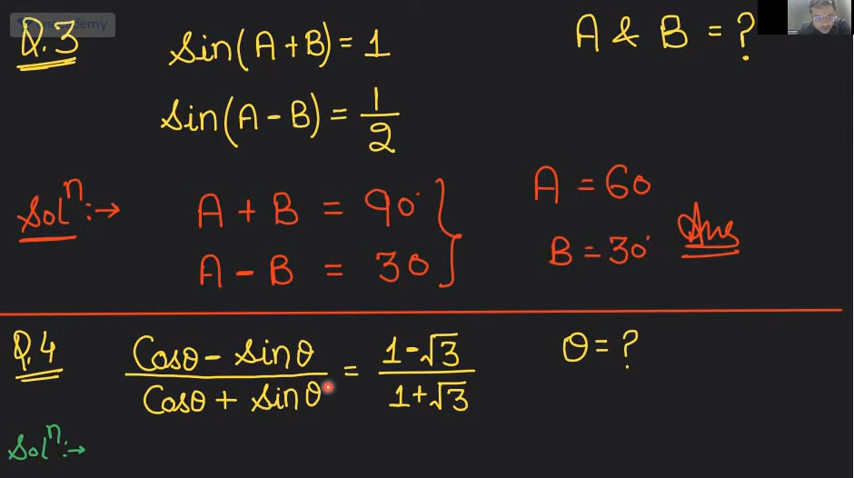 Q.3
sin(A+B) = 1
A & B = ?
sin(A - B) = 1/2
Solⁿ:→
A + B = 90°
A - B = 30
A = 60
B = 30° Ans
Q.4
Cosθ - sinθ / Cosθ + sinθ = 1-√3 / 1+√3
θ = ?
Solⁿ:→